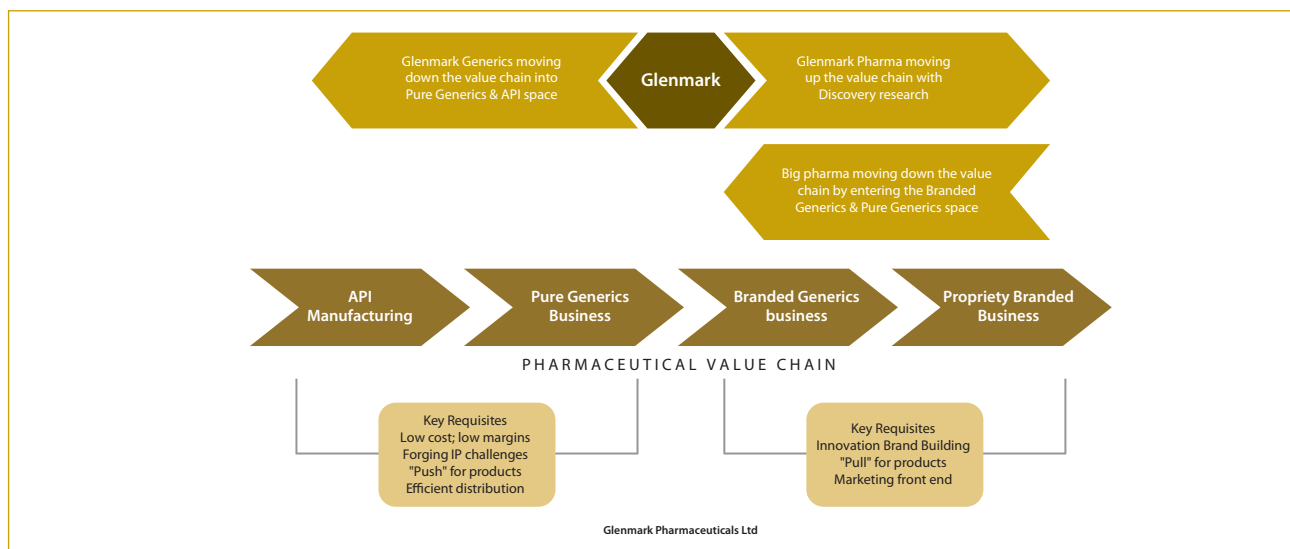 Glenmark Generics moving
down the value chain into
Pure Generics & API space
Glenmark
Glenmark Pharma moving
up the value chain with
Discovery research
Big pharma moving down the value
chain by entering the Branded
Generics & Pure Generics space
API
Manufacturing
Pure Generics
Business
Branded Generics
business
Propriety Branded
Business
PHARMACEUTICAL VALUE CHAIN
Key Requisites
Low cost; low margins
Forging IP challenges
"Push" for products
Efficient distribution
Key Requisites
Innovation Brand Building
"Pull" for products
Marketing front end
Glenmark Pharmaceuticals Ltd